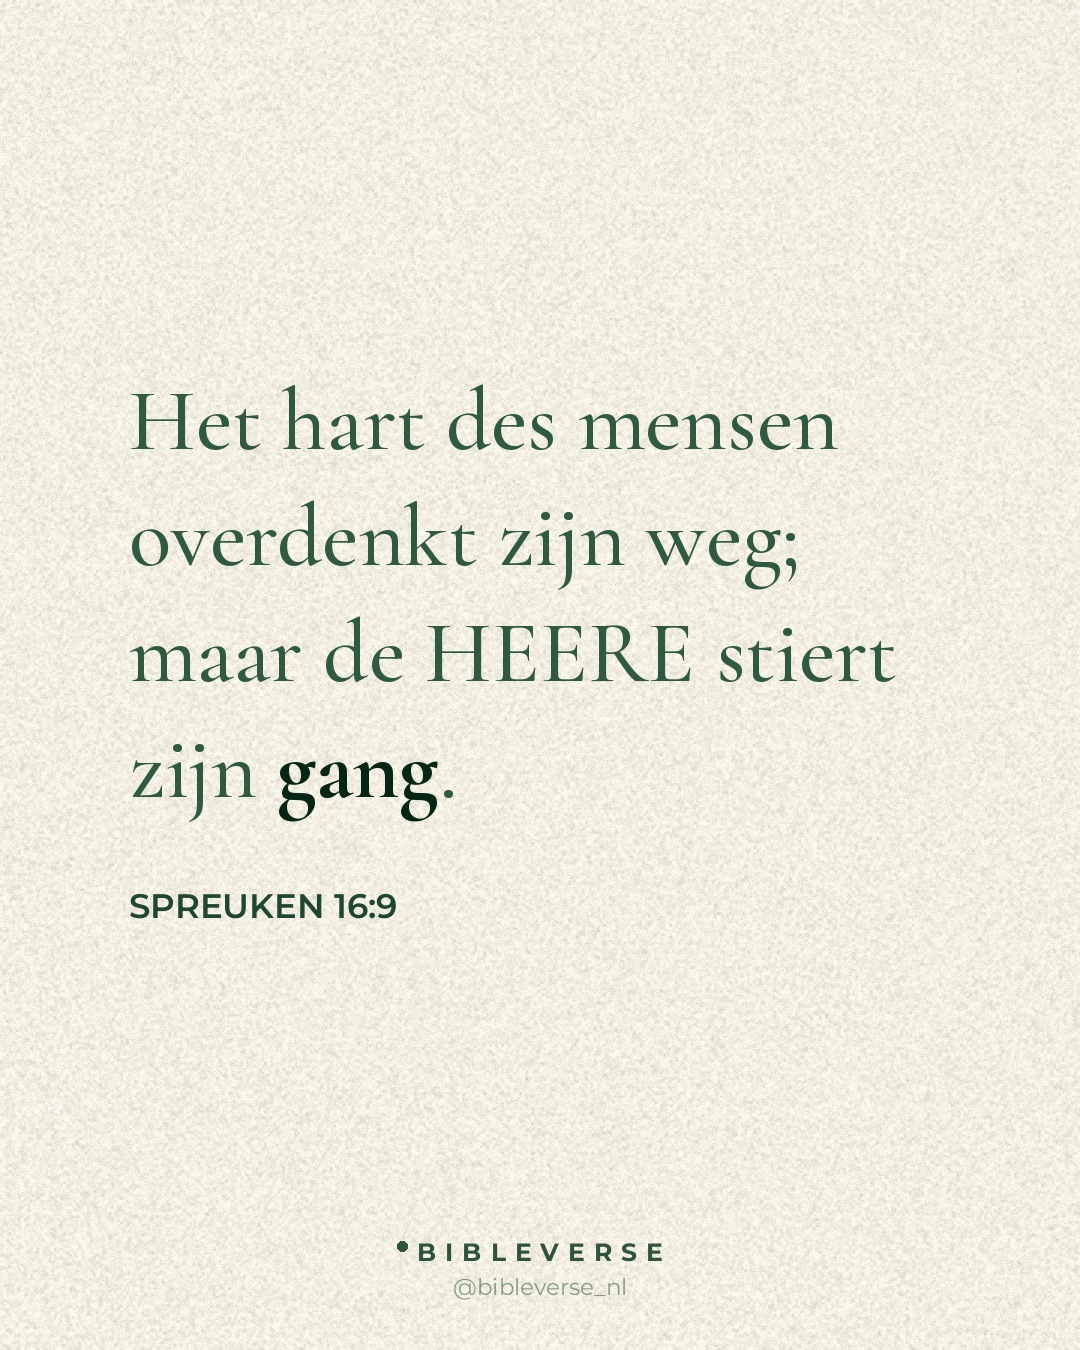 Het hart des mensen
overdenkt zijn weg;
maar de HEERE stiert
zijn gang.
SPREUKEN 16:9
BIBLEVERSE
@bibleverse_nl